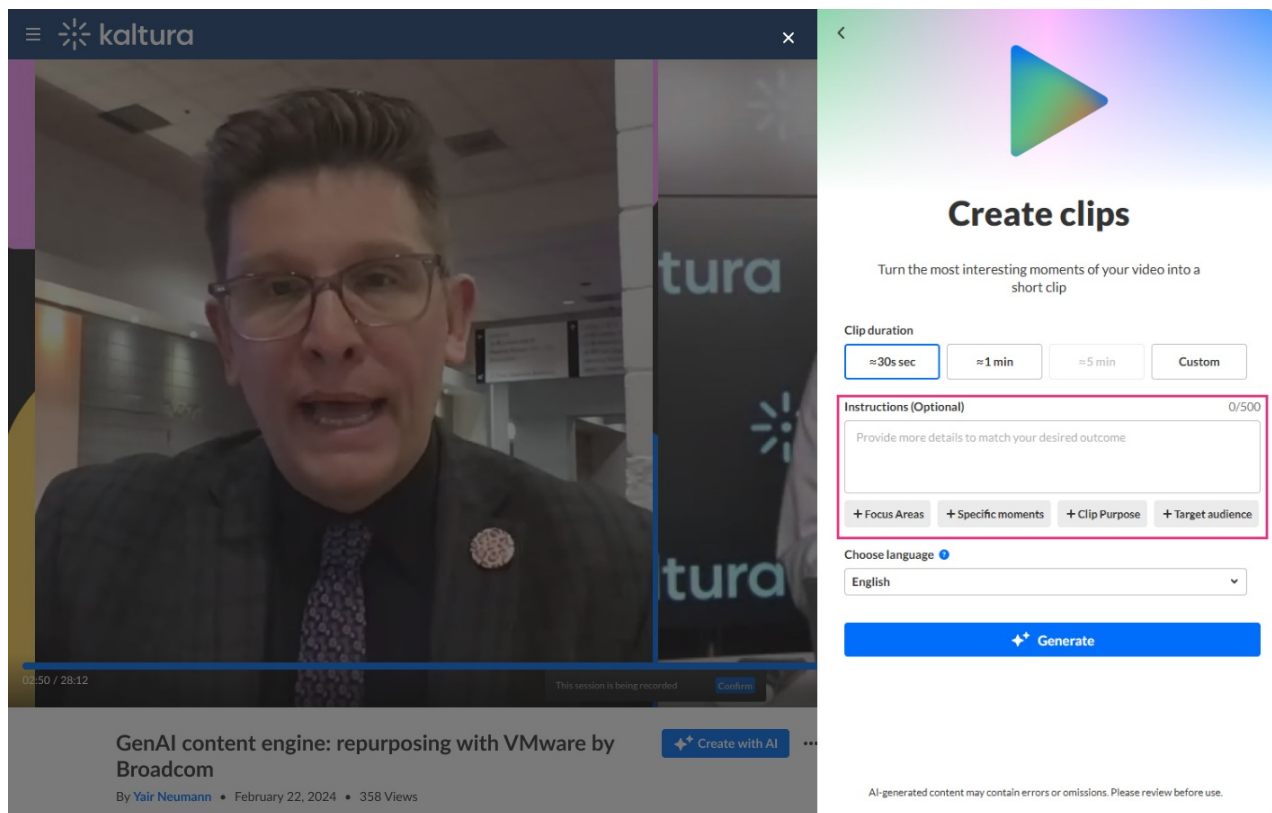 kaltura
Create clips
Turn the most interesting moments of your video into a
short clip
Clip duration
≈30s sec
≈1 min
≈5 min
Custom
Instructions (Optional)
0/500
Provide more details to match your desired outcome
+ Focus Areas
+ Specific moments
+ Clip Purpose
+ Target audience
Choose language
English
Generate
AI-generated content may contain errors or omissions. Please review before use.
tura
tura
02:50 / 28:12
This session is being recorded
Confirm
GenAI content engine: repurposing with VMware by
Broadcom
Create with AI
By Yair Neumann • February 22, 2024 • 358 Views